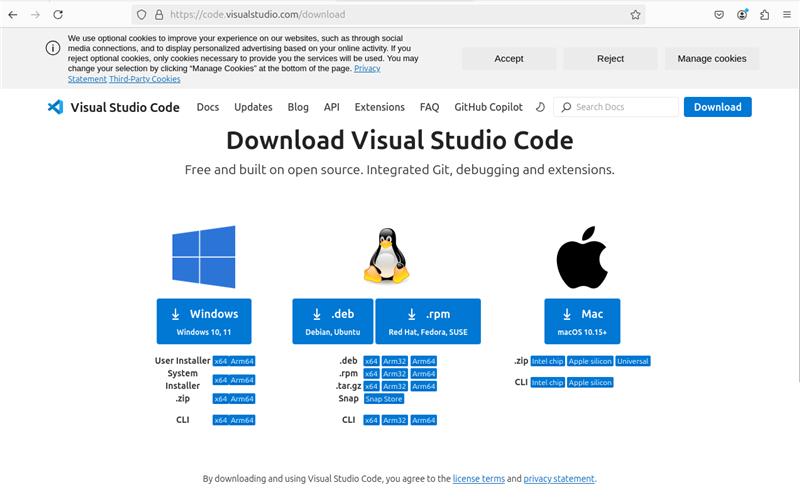 https://code.visualstudio.com/download
We use optional cookies to improve your experience on our websites, such as through social
media connections, and to display personalized advertising based on your online activity. If you
reject optional cookies, only cookies necessary to provide you the services will be used. You may
change your selection by clicking “Manage Cookies” at the bottom of the page. Privacy
Statement Third-Party Cookies
Accept
Reject
Manage cookies
Visual Studio Code
Docs
Updates
Blog
API
Extensions
FAQ
GitHub Copilot
Search Docs
Download
Download Visual Studio Code
Free and built on open source. Integrated Git, debugging and extensions.
Windows
Windows 10, 11
User Installer x64 Arm64
System
Installer x64 Arm64
.zip x64 Arm64
CLI x64 Arm64
.deb
Debian, Ubuntu
.rpm
Red Hat, Fedora, SUSE
.deb x64 Arm32 Arm64
.rpm x64 Arm32 Arm64
.tar.gz x64 Arm32 Arm64
Snap Snap Store
CLI x64 Arm32 Arm64
Mac
macOS 10.15+
.zip Intel chip Apple silicon Universal
CLI Intel chip Apple silicon
By downloading and using Visual Studio Code, you agree to the license terms and privacy statement.